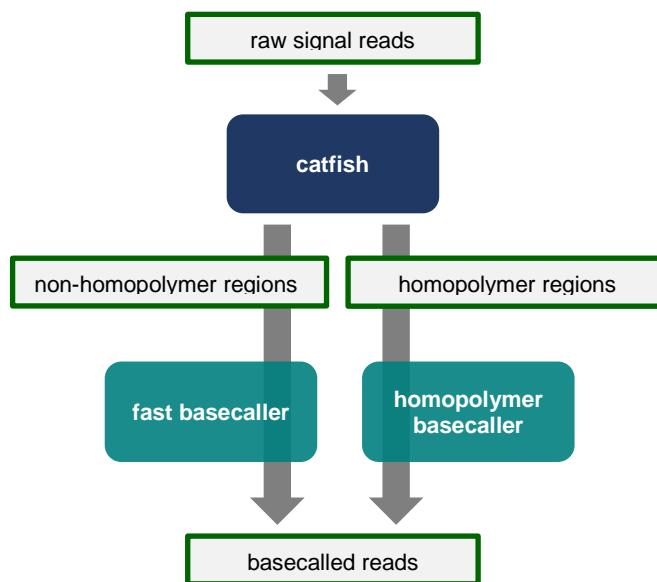 raw signal reads
catfish
non-homopolymer regions
homopolymer regions
fast basecaller
homopolymer
basecaller
basecalled reads